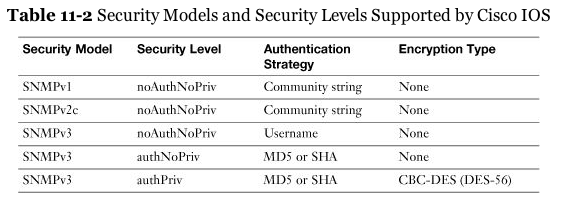 Table 11-2 Security Models and Security Levels Supported by Cisco IOS
Security Model Security Level Authentication Strategy Encryption Type
SNMPv1 noAuthNoPriv Community string None
SNMPv2c noAuthNoPriv Community string None
SNMPv3 noAuthNoPriv Username None
SNMPv3 authNoPriv MD5 or SHA None
SNMPv3 authPriv MD5 or SHA CBC-DES (DES-56)